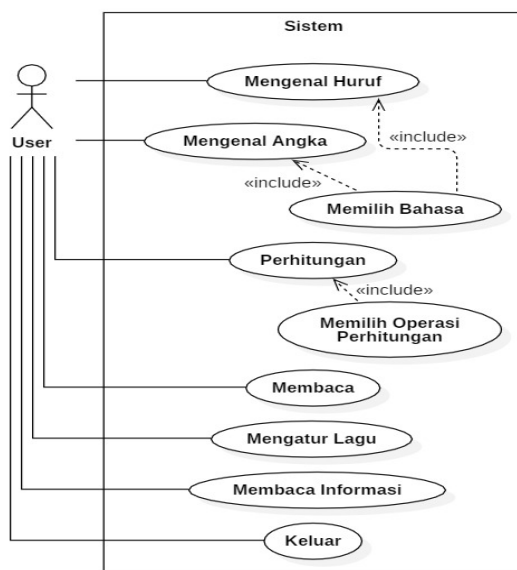 Sistem
Mengenal Huruf
«include»
User
Mengenal Angka
«include»
Memilih Bahasa
Perhitungan
«include»
Memilih Operasi
Perhitungan
Membaca
Mengatur Lagu
Membaca Informasi
Keluar